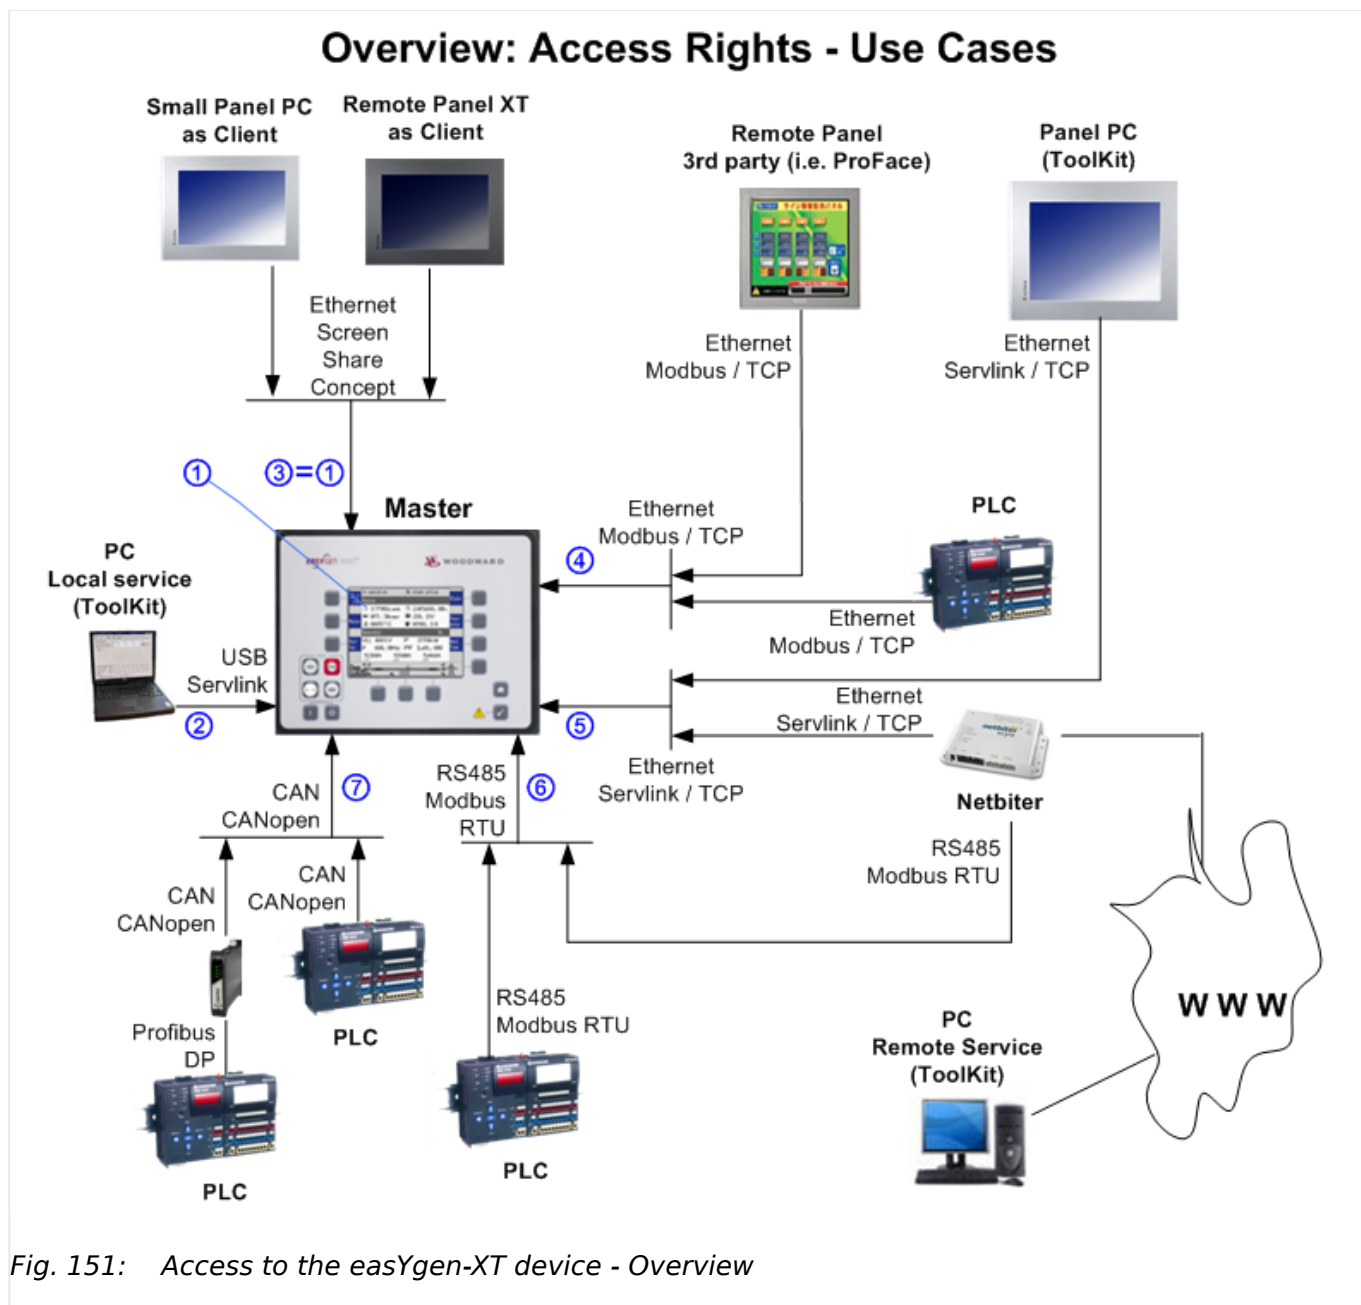 Overview: Access Rights - Use Cases
Small Panel PC
as Client
Remote Panel XT
as Client
Remote Panel
3rd party (i.e. ProFace)
Panel PC
(ToolKit)
Ethernet
Screen
Share
Concept
Ethernet
Modbus / TCP
Ethernet
Servlink / TCP
①
③=①
Master
Ethernet
Modbus / TCP
④
PLC
PC
Local service
(ToolKit)
WOODWARD
Ethernet
Modbus / TCP
USB
Servlink
②
⑤
Ethernet
Servlink / TCP
netbiter
Ethernet
Servlink / TCP
Netbiter
CAN
CANopen
⑦
RS485
Modbus
RTU
⑥
RS485
Modbus RTU
CAN
CANopen
CAN
CANopen
PLC
Profibus
DP
PLC
RS485
Modbus RTU
PLC
W W W
PC
Remote Service
(ToolKit)
Fig. 151: Access to the easYgen-XT device - Overview